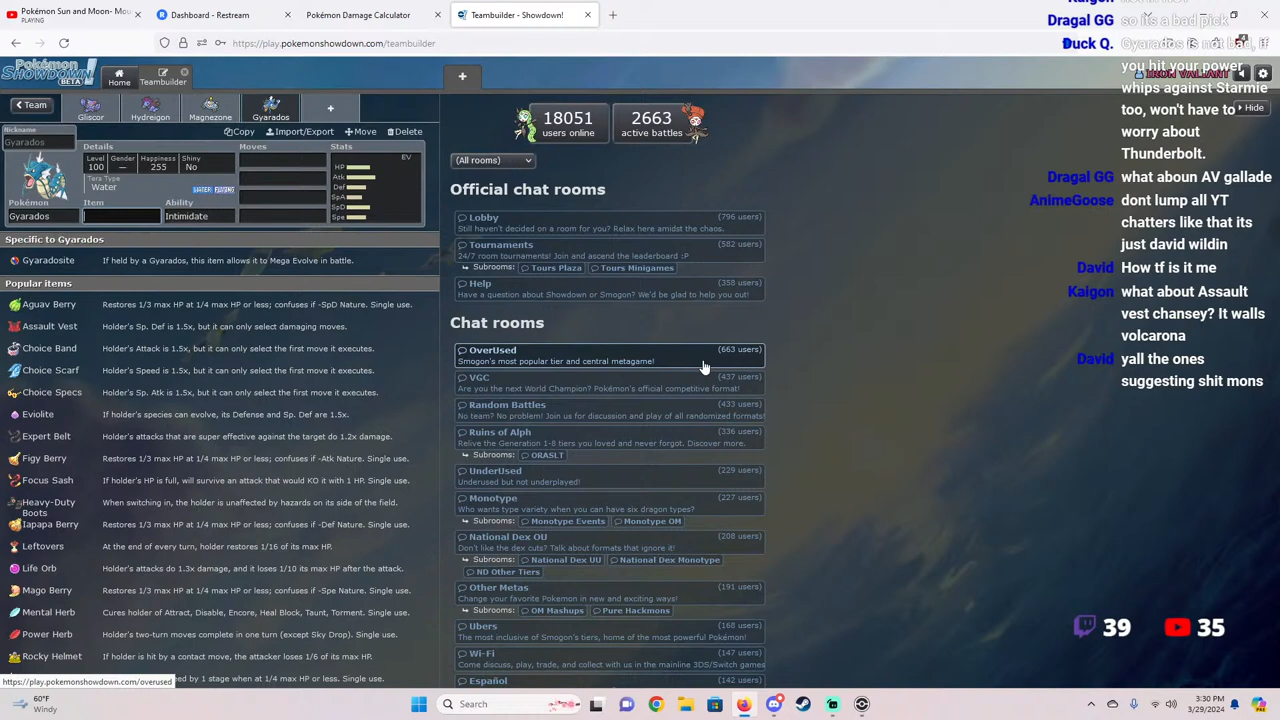 Pokémon Sun and Moon- Mou
PLAYING
Dashboard - Restream
Pokémon Damage Calculator
Teambuilder - Showdown!
https://play.pokemonshowdown.com/teambuilder
Pokémon
SHOWDOWN!
BETA
Home
Teambuilder
IRON VALIANT
Team
Gliscor
Hydreigon
Magnezone
Gyarados
Copy
Import/Export
Move
Delete
Nickname
Gyarados
Details
Level
Gender
Happiness
Shiny
100
—
255
No
Tera Type
Water
WATER
FLYING
Moves
Stats
EV
HP
Atk
Def
SpA
SpD
Spe
Pokémon
Gyarados
Item
Ability
Intimidate
Specific to Gyarados
Gyaradosite If held by a Gyarados, this item allows it to Mega Evolve in battle.
Popular items
Aguav Berry Restores 1/3 max HP at 1/4 max HP or less; confuses if -SpD Nature. Single use.
Assault Vest Holder's Sp. Def is 1.5x, but it can only select damaging moves.
Choice Band Holder's Attack is 1.5x, but it can only select the first move it executes.
Choice Scarf Holder's Speed is 1.5x, but it can only select the first move it executes.
Choice Specs Holder's Sp. Atk is 1.5x, but it can only select the first move it executes.
Eviolite If holder's species can evolve, its Defense and Sp. Def are 1.5x.
Expert Belt Holder's attacks that are super effective against the target do 1.2x damage.
Figy Berry Restores 1/3 max HP at 1/4 max HP or less; confuses if -Atk Nature. Single use.
Focus Sash If holder's HP is full, will survive an attack that would KO it with 1 HP. Single use.
Heavy-Duty Boots When switching in, the holder is unaffected by hazards on its side of the field.
Iapapa Berry Restores 1/3 max HP at 1/4 max HP or less; confuses if -Def Nature. Single use.
Leftovers At the end of every turn, holder restores 1/16 of its max HP.
Life Orb Holder's attacks do 1.3x damage, and it loses 1/10 its max HP after the attack.
Mago Berry Restores 1/3 max HP at 1/4 max HP or less; confuses if -Spe Nature. Single use.
Mental Herb Cures holder of Attract, Disable, Encore, Heal Block, Taunt, Torment. Single use.
Power Herb Holder's two-turn moves complete in one turn (except Sky Drop). Single use.
Rocky Helmet If holder is hit by a contact move, the attacker loses 1/6 of its max HP.
https://play.pokemonshowdown.com/overused
ed by 1 stage when at 1/4 max HP or less. Single use.
18051
users online
2663
active battles
(All rooms)
Official chat rooms
Lobby (796 users)
Still haven't decided on a room for you? Relax here amidst the chaos.
Tournaments (582 users)
24/7 room tournaments! Join and ascend the leaderboard :P
Subrooms: Tours Plaza Tours Minigames
Help (358 users)
Have a question about Showdown or Smogon? We'd be glad to help you out!
Chat rooms
OverUsed (663 users)
Smogon's most popular tier and central metagame!
VGC (437 users)
Are you the next World Champion? Pokémon's official competitive format!
Random Battles (433 users)
No team? No problem! Join us for discussion and play of all randomized formats!
Ruins of Alph (336 users)
Relive the Generation 1-8 tiers you loved and never forgot. Discover more.
Subrooms: ORASLT
UnderUsed (229 users)
Underused but not underplayed!
Monotype (227 users)
Who wants type variety when you can have six dragon types?
Subrooms: Monotype Events Monotype OM
National Dex OU (208 users)
Don't like the dex cuts? Talk about formats that ignore it!
Subrooms: National Dex UU National Dex Monotype
ND Other Tiers
Other Metas (191 users)
Change your favorite Pokemon in new and exciting ways!
Subrooms: OM Mashups Pure Hackmons
Ubers (168 users)
The most inclusive of Smogon's tiers, home of the most powerful Pokémon!
Wi-Fi (147 users)
Come discuss, play, trade, and collect with us in the mainline 3DS/Switch games
Español (142 users)
Hide
Kaigon
Dragal GG so its a bad pick
Duck Q. Gyarados is not bad, if
you hit your power
whips against Starmie
too, won't have to
worry about
Thunderbolt.
Dragal GG what aboun AV gallade
AnimeGoose dont lump all YT
chatters like that its
just david wildin
David How tf is it me
Kaigon what about Assault
vest chansey? It walls
volcarona
David yall the ones
suggesting shit mons
39
35
60°F
Windy
Search
3:30 PM
3/29/2024